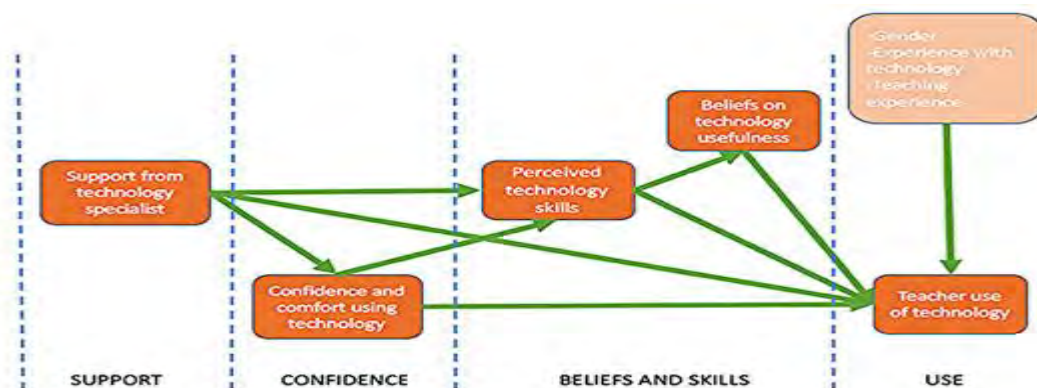 -Gender
-Experience with
technology
-Teaching
experience
Beliefs on
technology
usefulness
Support from
technology
specialist
Perceived
technology
skills
Confidence and
comfort using
technology
Teacher use
of technology
SUPPORT
CONFIDENCE
BELIEFS AND SKILLS
USE